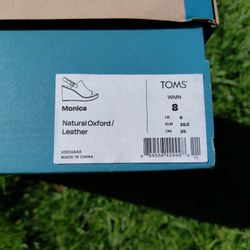 TOMS
WMN
Monica
8
Natural Oxford/
Leather
UK 6
EUR 38.5
CM 25
10011843
MADE IN CHINA